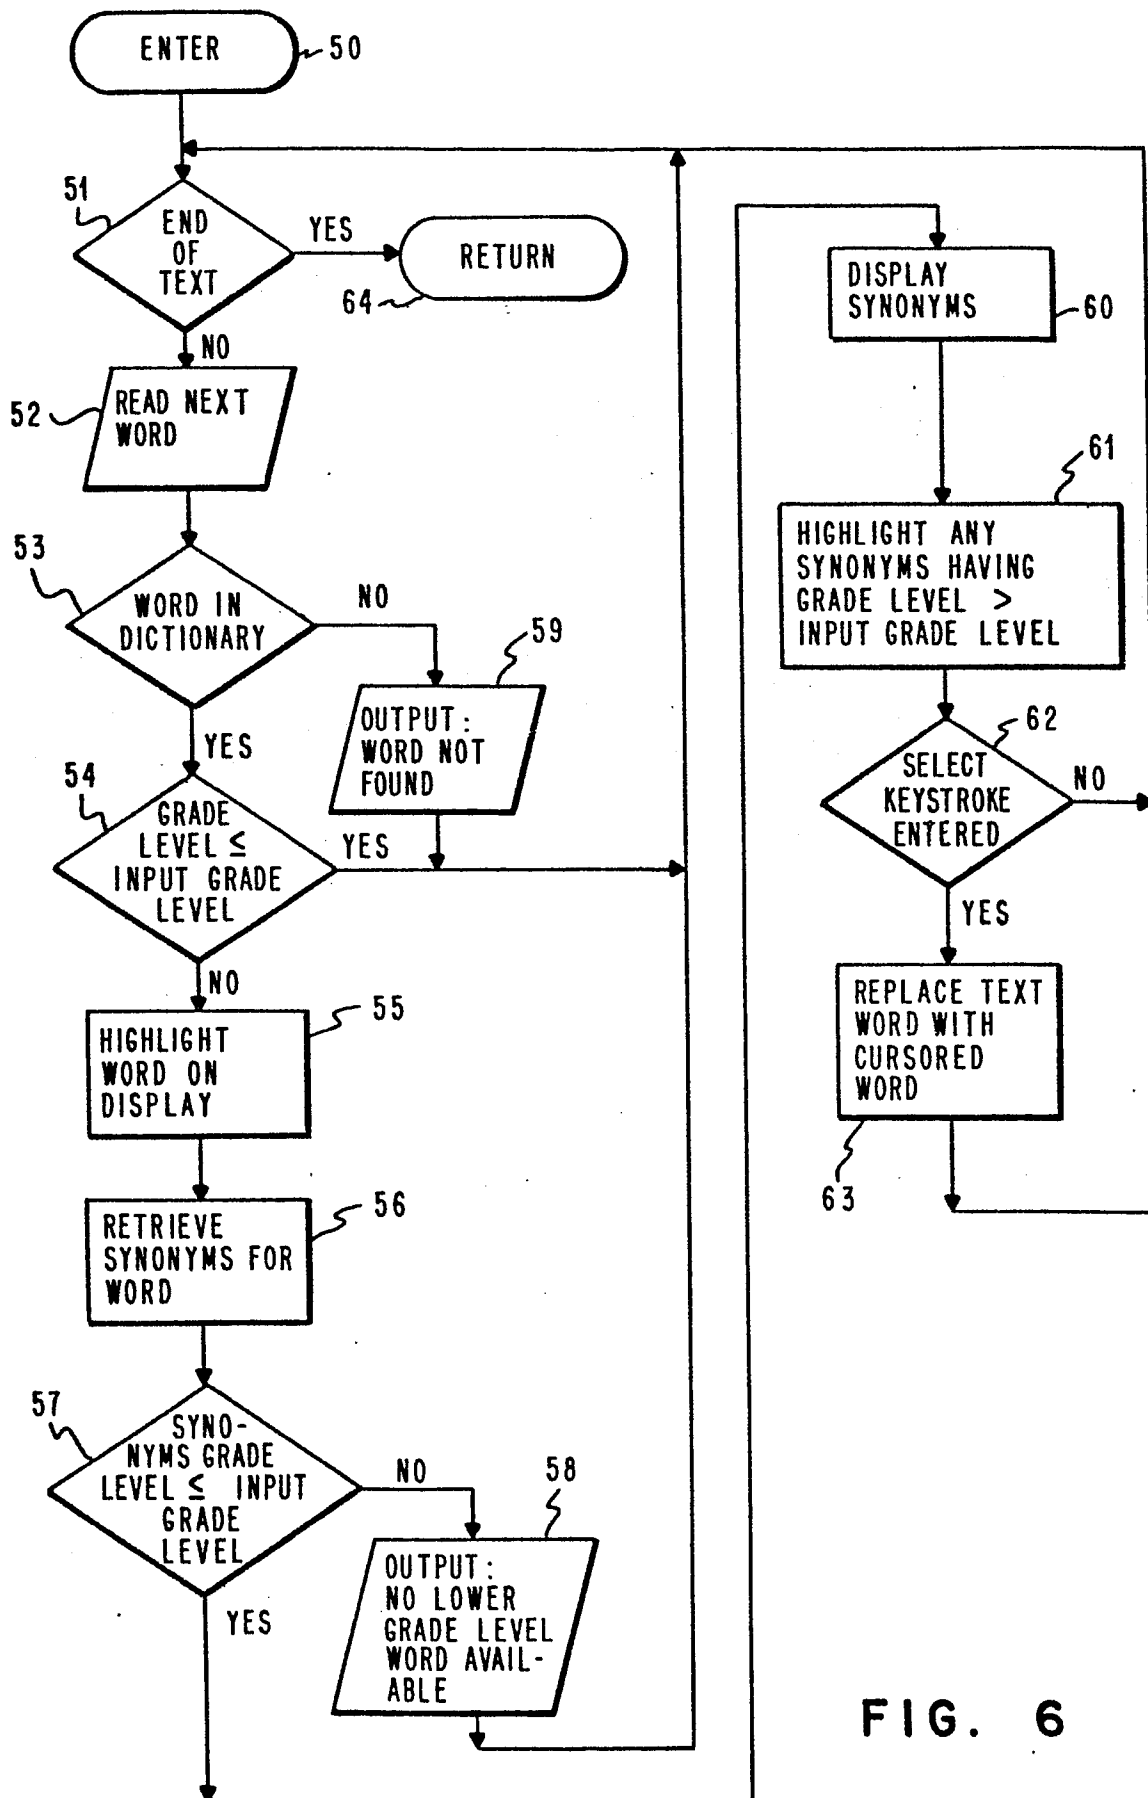 ENTER
50
51
END
OF
TEXT
YES
RETURN
64
NO
52
READ NEXT
WORD
53
WORD IN
DICTIONARY
NO
59
OUTPUT:
WORD NOT
FOUND
YES
54
GRADE
LEVEL ≤
INPUT GRADE
LEVEL
YES
NO
55
HIGHLIGHT
WORD ON
DISPLAY
56
RETRIEVE
SYNONYMS FOR
WORD
57
SYNO-
NYMS GRADE
LEVEL ≤ INPUT
GRADE
LEVEL
NO
58
OUTPUT:
NO LOWER
GRADE LEVEL
WORD AVAIL-
ABLE
YES
DISPLAY
SYNONYMS
60
61
HIGHLIGHT ANY
SYNONYMS HAVING
GRADE LEVEL >
INPUT GRADE LEVEL
62
SELECT
KEYSTROKE
ENTERED
NO
YES
REPLACE TEXT
WORD WITH
CURSORED
WORD
63
FIG. 6